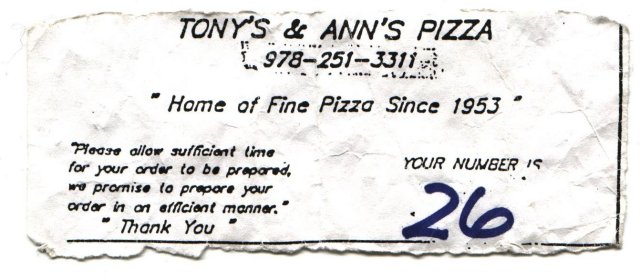 TONY'S & ANN'S PIZZA
978-251-3311
" Home of Fine Pizza Since 1953 "
"Please allow sufficient time
for your order to be prepared,
we promise to prepare your
order in an efficient manner."
" Thank You "
YOUR NUMBER IS
26